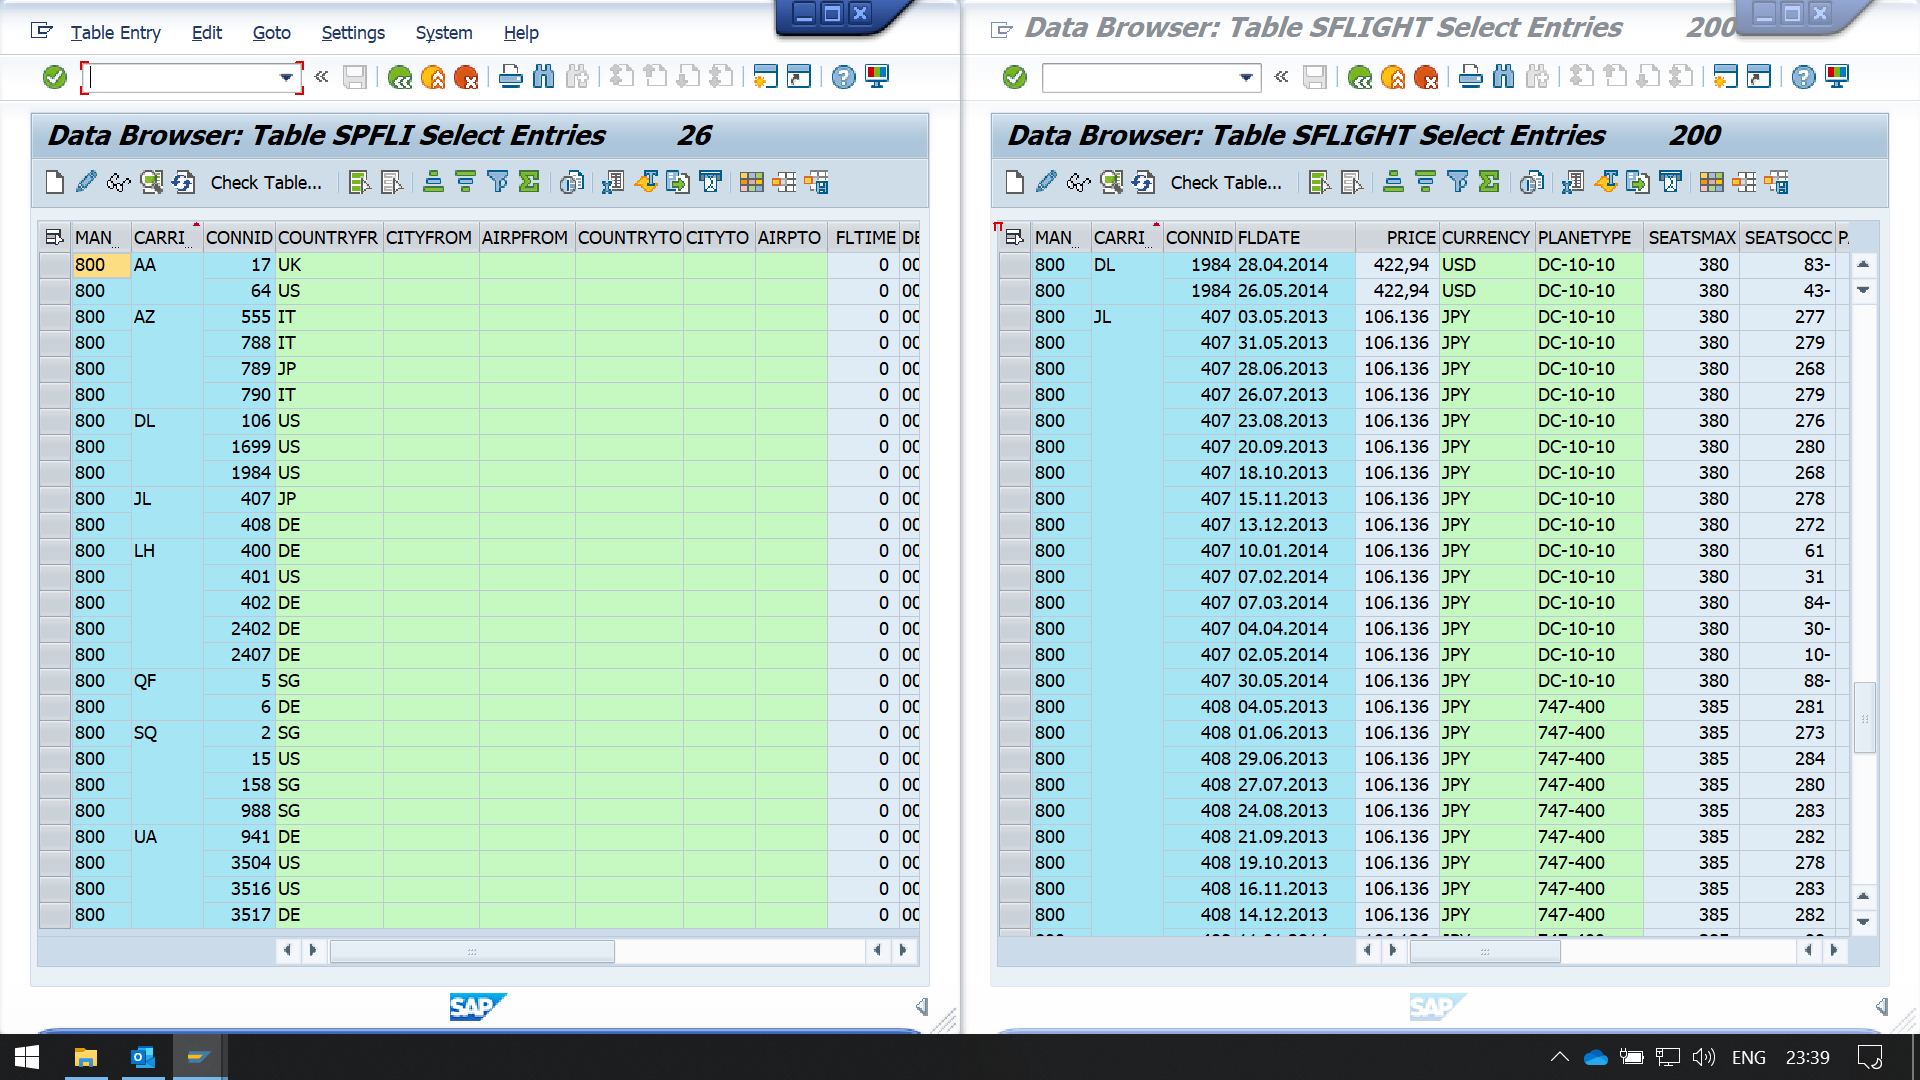 Table Entry Edit Goto Settings System Help
Data Browser: Table SPFLI Select Entries 26
Check Table...
MAN CARRI CONNID COUNTRYFR CITYFROM AIRPFROM COUNTRYTO CITYTO AIRPTO FLTIME DE
800 AA 17 UK 0 00
800 64 US 0 00
800 AZ 555 IT 0 00
800 788 IT 0 00
800 789 JP 0 00
800 790 IT 0 00
800 DL 106 US 0 00
800 1699 US 0 00
800 1984 US 0 00
800 JL 407 JP 0 00
800 408 DE 0 00
800 LH 400 DE 0 00
800 401 US 0 00
800 402 DE 0 00
800 2402 DE 0 00
800 2407 DE 0 00
800 QF 5 SG 0 00
800 6 DE 0 00
800 SQ 2 SG 0 00
800 15 US 0 00
800 158 SG 0 00
800 988 SG 0 00
800 UA 941 DE 0 00
800 3504 US 0 00
800 3516 US 0 00
800 3517 DE 0 00
SAP
Data Browser: Table SFLIGHT Select Entries 200
Data Browser: Table SFLIGHT Select Entries 200
Check Table...
MAN CARRI CONNID FLDATE PRICE CURRENCY PLANETYPE SEATSMAX SEATSOCC PA
800 DL 1984 28.04.2014 422,94 USD DC-10-10 380 83-
800 1984 26.05.2014 422,94 USD DC-10-10 380 43-
800 JL 407 03.05.2013 106.136 JPY DC-10-10 380 277
800 407 31.05.2013 106.136 JPY DC-10-10 380 279
800 407 28.06.2013 106.136 JPY DC-10-10 380 268
800 407 26.07.2013 106.136 JPY DC-10-10 380 279
800 407 23.08.2013 106.136 JPY DC-10-10 380 276
800 407 20.09.2013 106.136 JPY DC-10-10 380 280
800 407 18.10.2013 106.136 JPY DC-10-10 380 268
800 407 15.11.2013 106.136 JPY DC-10-10 380 278
800 407 13.12.2013 106.136 JPY DC-10-10 380 272
800 407 10.01.2014 106.136 JPY DC-10-10 380 61
800 407 07.02.2014 106.136 JPY DC-10-10 380 31
800 407 07.03.2014 106.136 JPY DC-10-10 380 84-
800 407 04.04.2014 106.136 JPY DC-10-10 380 30-
800 407 02.05.2014 106.136 JPY DC-10-10 380 10-
800 407 30.05.2014 106.136 JPY DC-10-10 380 88-
800 408 04.05.2013 106.136 JPY 747-400 385 281
800 408 01.06.2013 106.136 JPY 747-400 385 273
800 408 29.06.2013 106.136 JPY 747-400 385 284
800 408 27.07.2013 106.136 JPY 747-400 385 280
800 408 24.08.2013 106.136 JPY 747-400 385 283
800 408 21.09.2013 106.136 JPY 747-400 385 282
800 408 19.10.2013 106.136 JPY 747-400 385 278
800 408 16.11.2013 106.136 JPY 747-400 385 283
800 408 14.12.2013 106.136 JPY 747-400 385 282
SAP
ENG 23:39